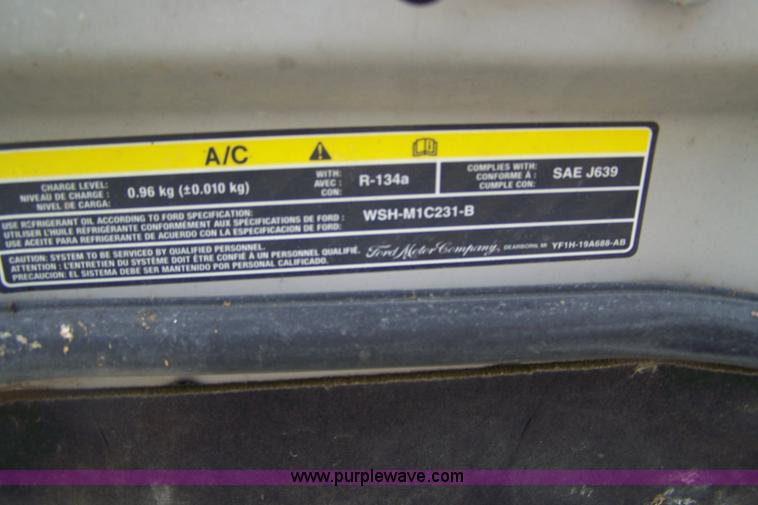 A/C
CHARGE LEVEL:
NIVEAU DE CHARGE :
NIVEL DE CARGA:
0.96 kg (±0.010 kg)
WITH:
AVEC :
CON:
R-134a
COMPLIES WITH:
CONFORME À :
CUMPLE CON:
SAE J639
USE REFRIGERANT OIL ACCORDING TO FORD SPECIFICATION:
UTILISER L'HUILE RÉFRIGÉRANTE CONFORMÉMENT AUX SPÉCIFICATIONS DE FORD :
USE ACEITE PARA REFRIGERANTE DE ACUERDO CON LA ESPECIFICACION DE FORD:
WSH-M1C231-B
CAUTION: SYSTEM TO BE SERVICED BY QUALIFIED PERSONNEL.
ATTENTION : L'ENTRETIEN DU SYSTÈME DOIT ÊTRE CONFIÉ À UN PERSONNEL QUALIFIÉ.
PRECAUCION: EL SISTEMA DEBE SER MANTENIDO POR PERSONAL CALIFICADO.
Ford Motor Company, DEARBORN, MI YF1H-19A688-AB
www.purplewave.com